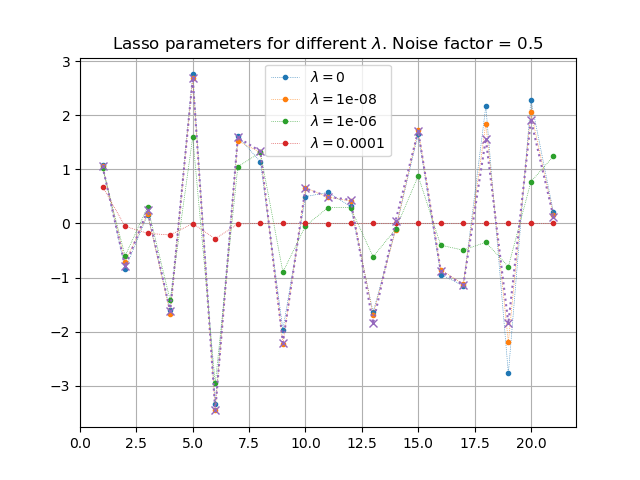 Lasso parameters for different λ. Noise factor = 0.5
3
2
1
0
−1
−2
−3
λ = 0
λ = 1e-08
λ = 1e-06
λ = 0.0001
0.0 2.5 5.0 7.5 10.0 12.5 15.0 17.5 20.0